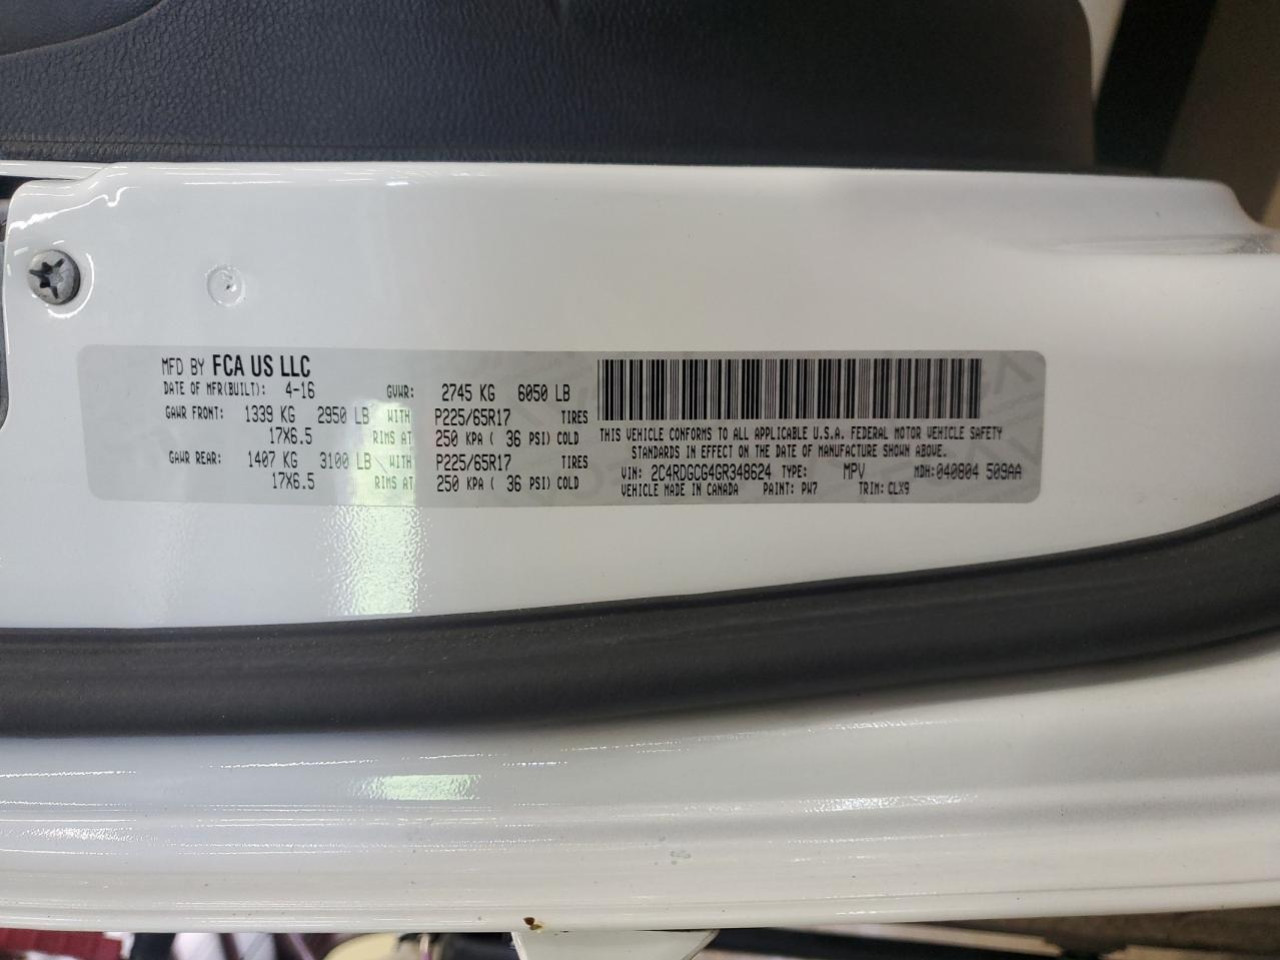 MFD BY FCA US LLC
DATE OF MFR(BUILT): 4-16 GVWR: 2745 KG 6050 LB
GAWR FRONT: 1339 KG 2950 LB WITH P225/65R17 TIRES
17X6.5 RIMS AT 250 KPA ( 36 PSI) COLD
GAWR REAR: 1407 KG 3100 LB WITH P225/65R17 TIRES
17X6.5 RIMS AT 250 KPA ( 36 PSI) COLD
THIS VEHICLE CONFORMS TO ALL APPLICABLE U.S.A. FEDERAL MOTOR VEHICLE SAFETY
STANDARDS IN EFFECT ON THE DATE OF MANUFACTURE SHOWN ABOVE.
VIN: 2C4RDGCG4GR348624 TYPE: MPV MDH: 040804 509AA
VEHICLE MADE IN CANADA PAINT: PW7 TRIM: CLX9